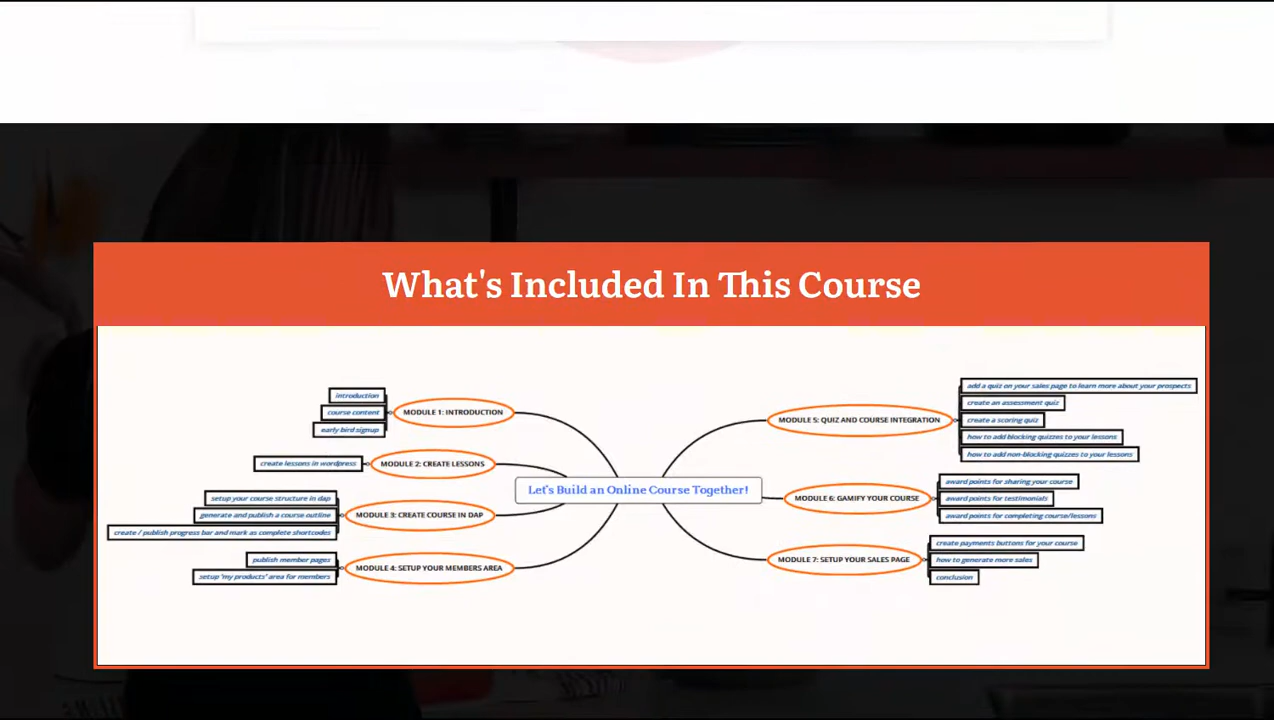 What's Included In This Course
introduction
course content
early bird signup
MODULE 1: INTRODUCTION
create lessons in wordpress
MODULE 2: CREATE LESSONS
setup your course structure in dap
generate and publish a course outline
create / publish progress bar and mark as complete shortcodes
MODULE 3: CREATE COURSE IN DAP
publish member pages
setup 'my products' area for members
MODULE 4: SETUP YOUR MEMBERS AREA
Let's Build an Online Course Together!
MODULE 5: QUIZ AND COURSE INTEGRATION
add a quiz on your sales page to learn more about your prospects
create an assessment quiz
create a scoring quiz
how to add blocking quizzes to your lessons
how to add non-blocking quizzes to your lessons
MODULE 6: GAMIFY YOUR COURSE
award points for sharing your course
award points for testimonials
award points for completing course/lessons
MODULE 7: SETUP YOUR SALES PAGE
create payments buttons for your course
how to generate more sales
conclusion